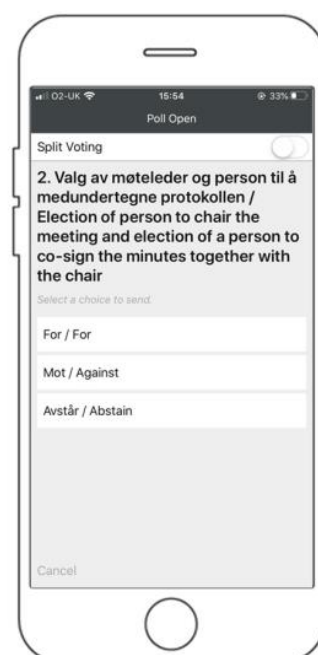 O2-UK 15:54 33%
Poll Open
Split Voting
2. Valg av møteleder og person til å
medundertegne protokollen /
Election of person to chair the
meeting and election of a person to
co-sign the minutes together with
the chair
Select a choice to send.
For / For
Mot / Against
Avstår / Abstain
Cancel